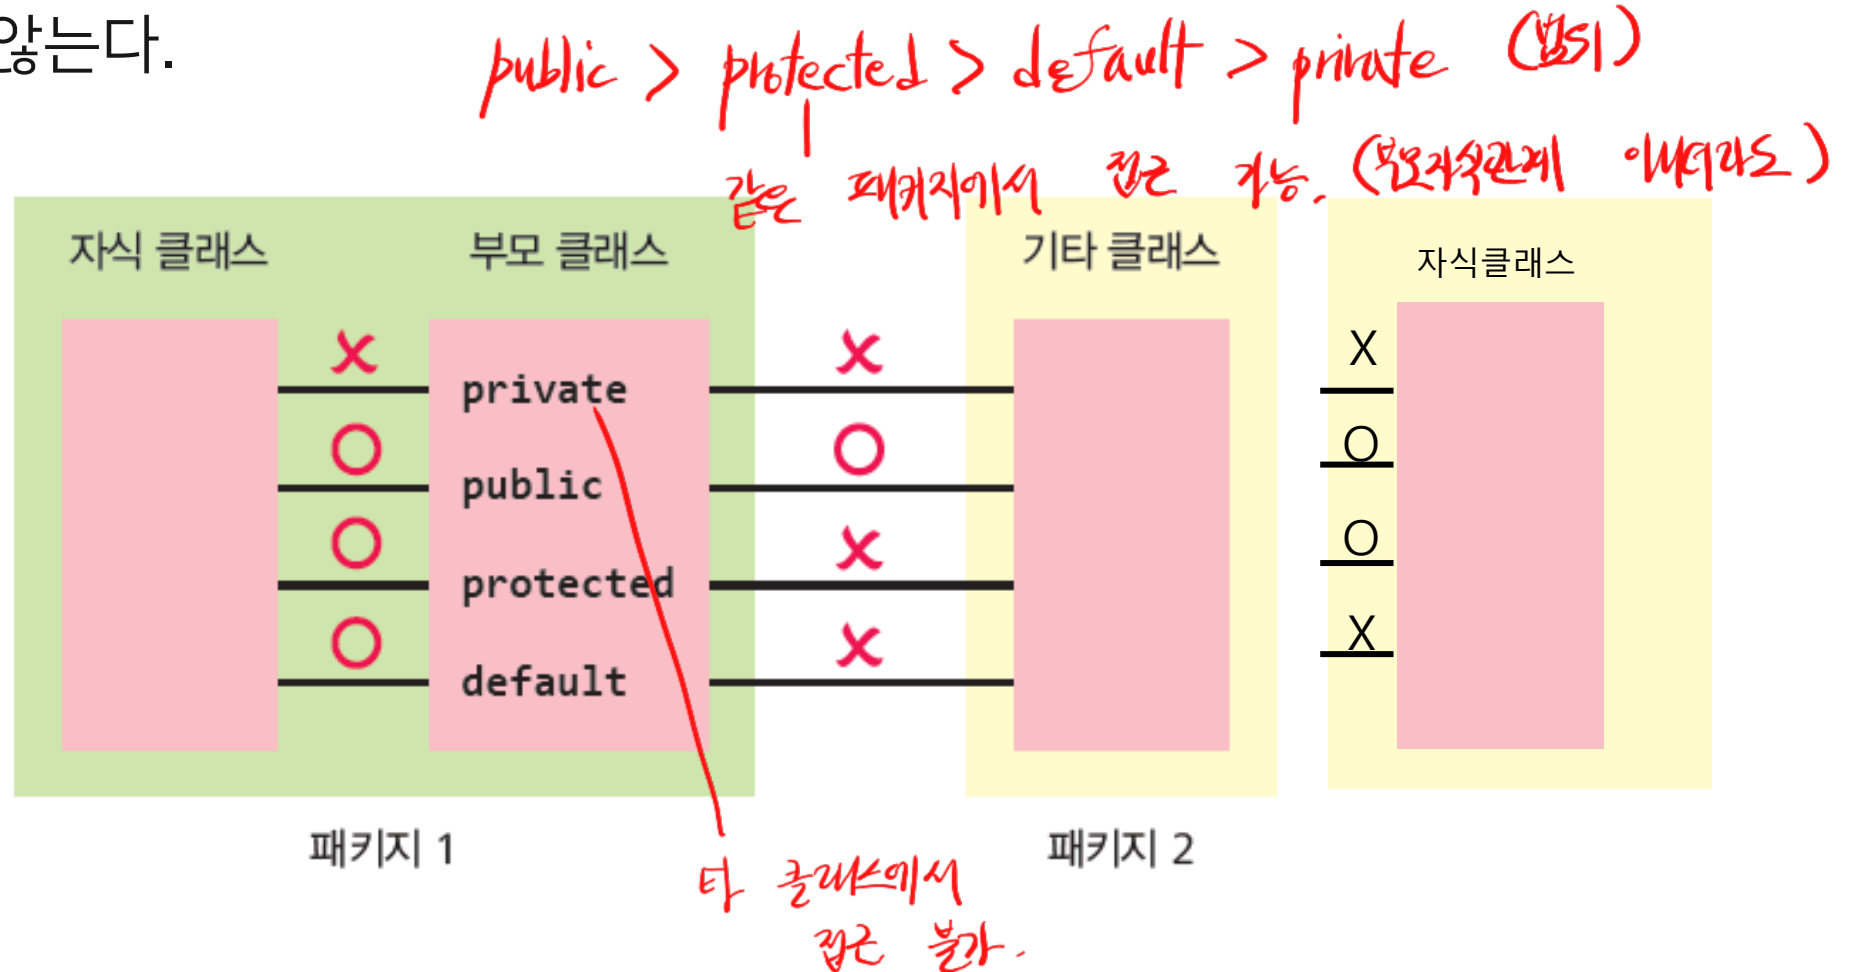 않는다.
public > protected > default > private (범위)
같은 패키지에서 접근 가능. (부모자식관계 아니더라도)
자식 클래스 부모 클래스 기타 클래스 자식클래스
X X X
private
O O O
public
O X O
protected
O X X
default
패키지 1 패키지 2
타 클래스에서
접근 불가.